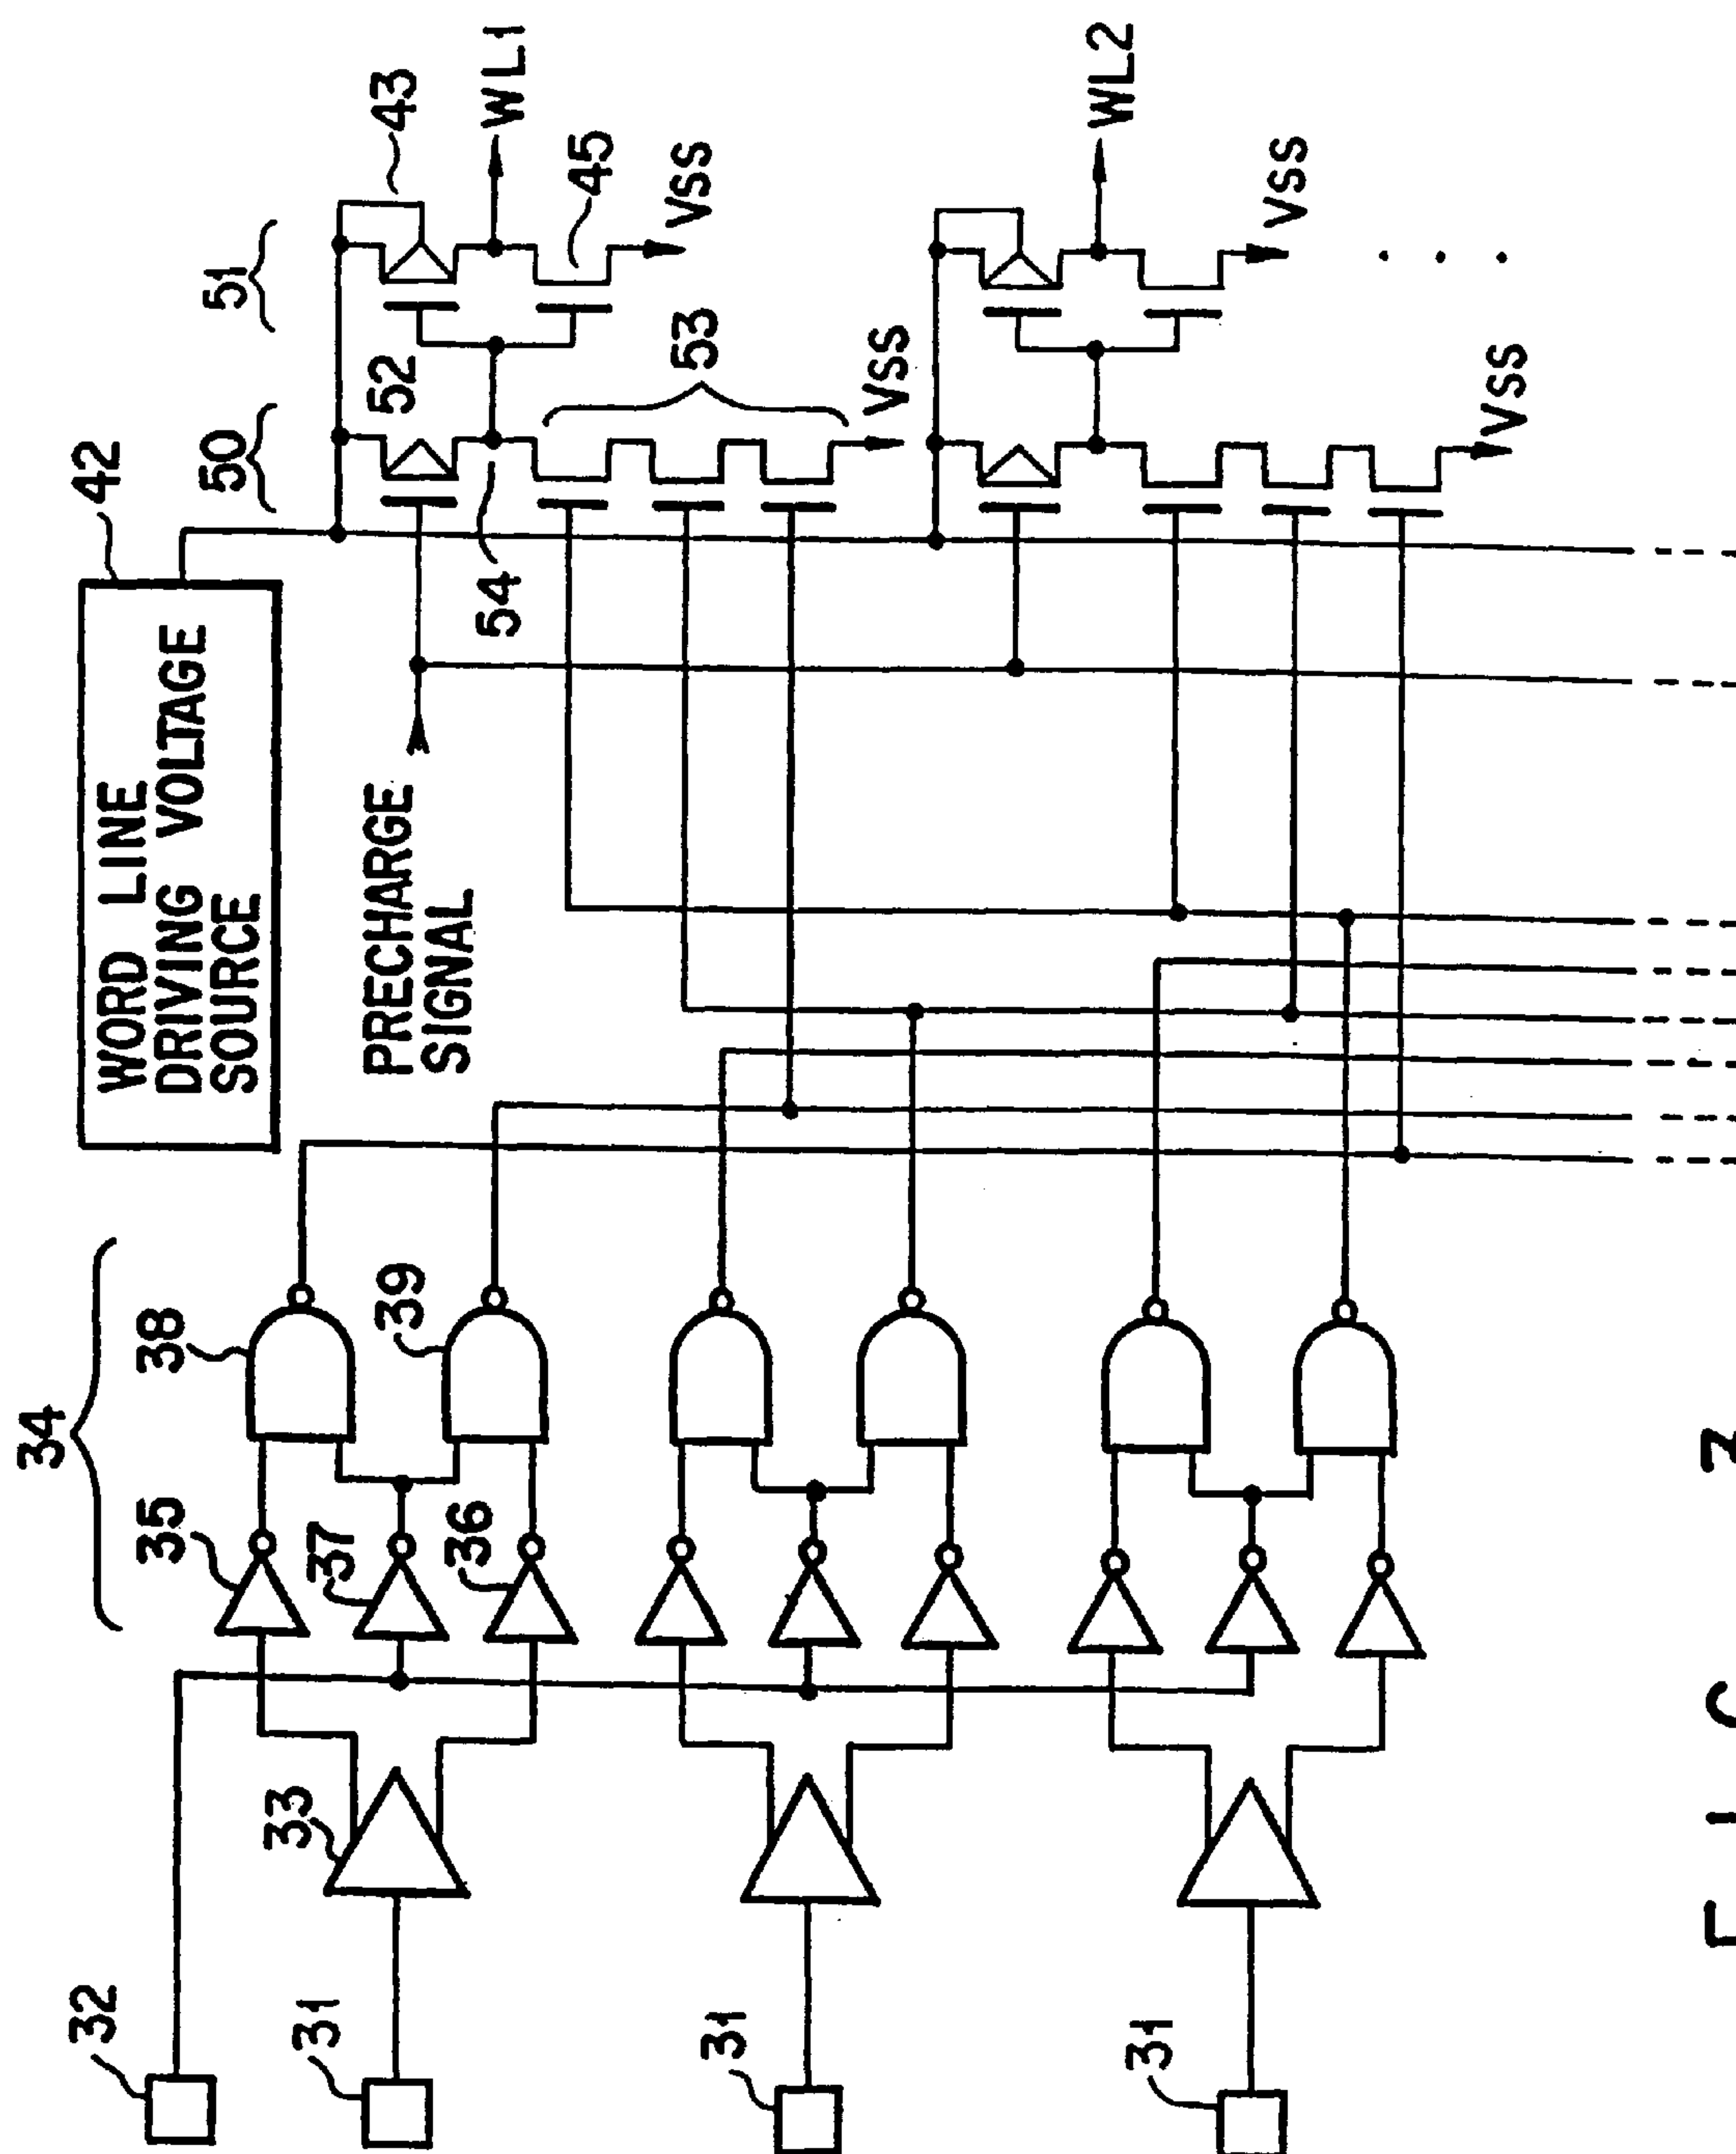 32
31
31
31
33
34
35
37
36
38
39
42
WORD LINE
DRIVING VOLTAGE
SOURCE
PRECHARGE
SIGNAL
50
51
52
43
WL1
45
VSS
54
53
VSS
WL2
VSS
VSS